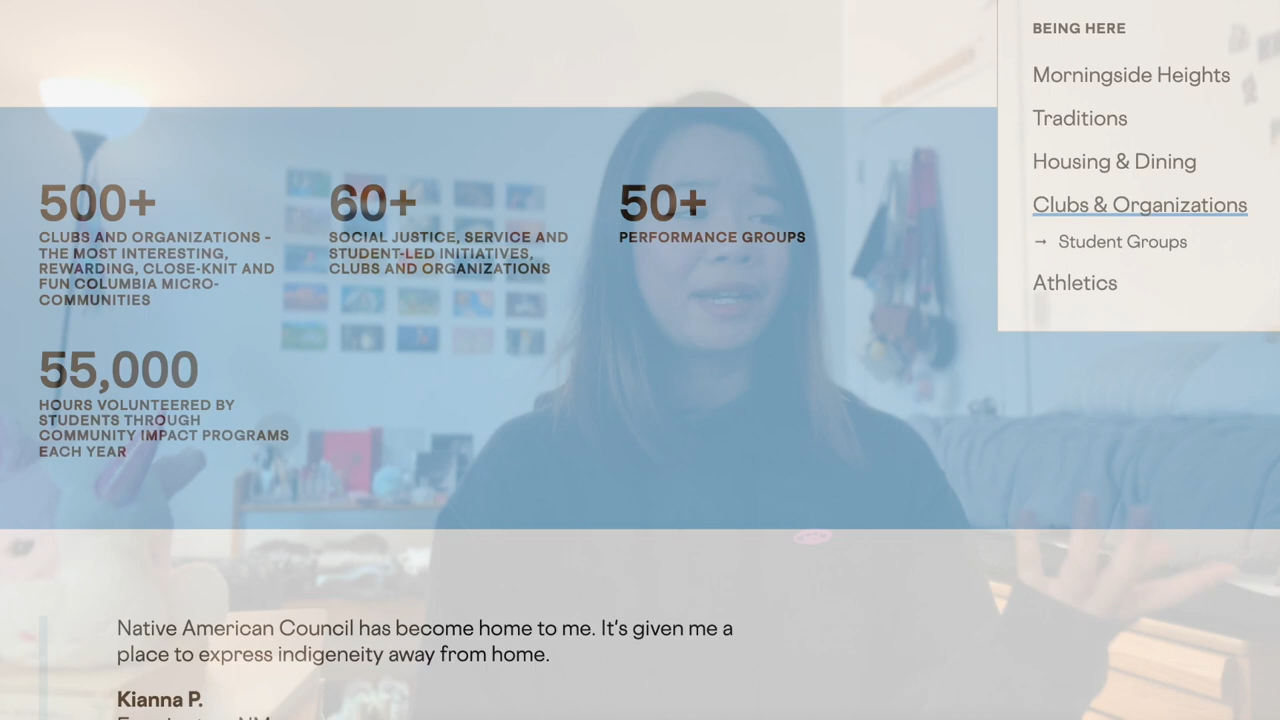 BEING HERE
Morningside Heights
Traditions
Housing & Dining
Clubs & Organizations
→ Student Groups
Athletics
500+
CLUBS AND ORGANIZATIONS –
THE MOST INTERESTING,
REWARDING, CLOSE-KNIT AND
FUN COLUMBIA MICRO-
COMMUNITIES
60+
SOCIAL JUSTICE, SERVICE AND
STUDENT-LED INITIATIVES,
CLUBS AND ORGANIZATIONS
50+
PERFORMANCE GROUPS
55,000
HOURS VOLUNTEERED BY
STUDENTS THROUGH
COMMUNITY IMPACT PROGRAMS
EACH YEAR
Native American Council has become home to me. It's given me a
place to express indigeneity away from home.
Kianna P.